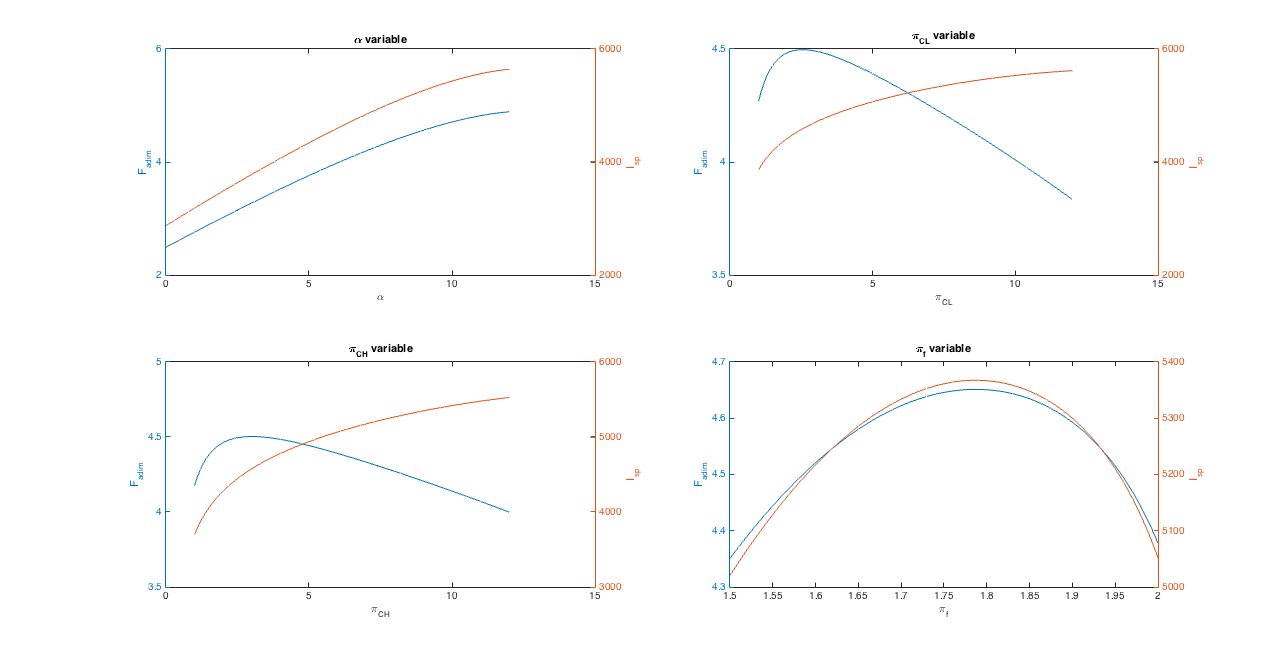 α variable
6
4
2
F_adim
6000
4000
2000
I_sp
0 5 10 15
α
π_CL variable
4.5
4
3.5
F_adim
6000
4000
2000
I_sp
0 5 10 15
π_CL
π_CH variable
5
4.5
4
3.5
F_adim
6000
5000
4000
3000
I_sp
0 5 10 15
π_CH
π_f variable
4.7
4.6
4.5
4.4
4.3
F_adim
5400
5300
5200
5100
5000
I_sp
1.5 1.55 1.6 1.65 1.7 1.75 1.8 1.85 1.9 1.95 2
π_f